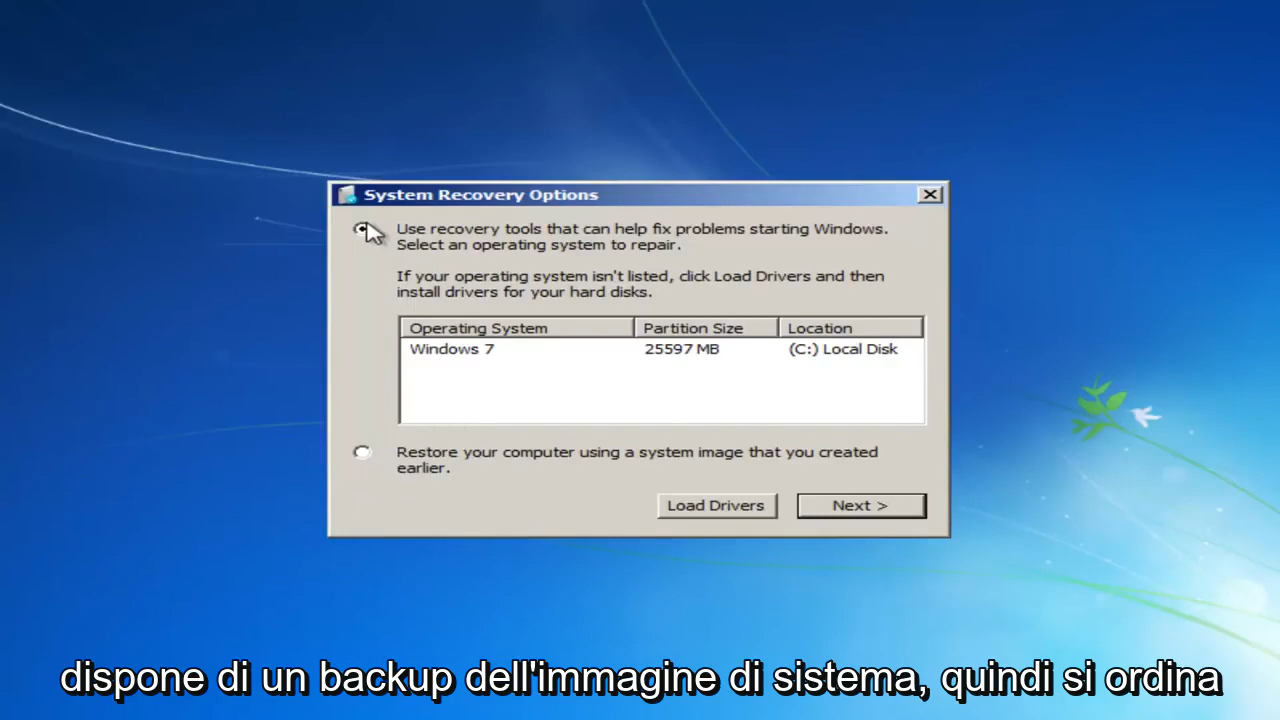 System Recovery Options
Use recovery tools that can help fix problems starting Windows.
Select an operating system to repair.
If your operating system isn't listed, click Load Drivers and then
install drivers for your hard disks.
Operating System Partition Size Location
Windows 7 25597 MB (C:) Local Disk
Restore your computer using a system image that you created
earlier.
Load Drivers Next >
dispone di un backup dell'immagine di sistema, quindi si ordina